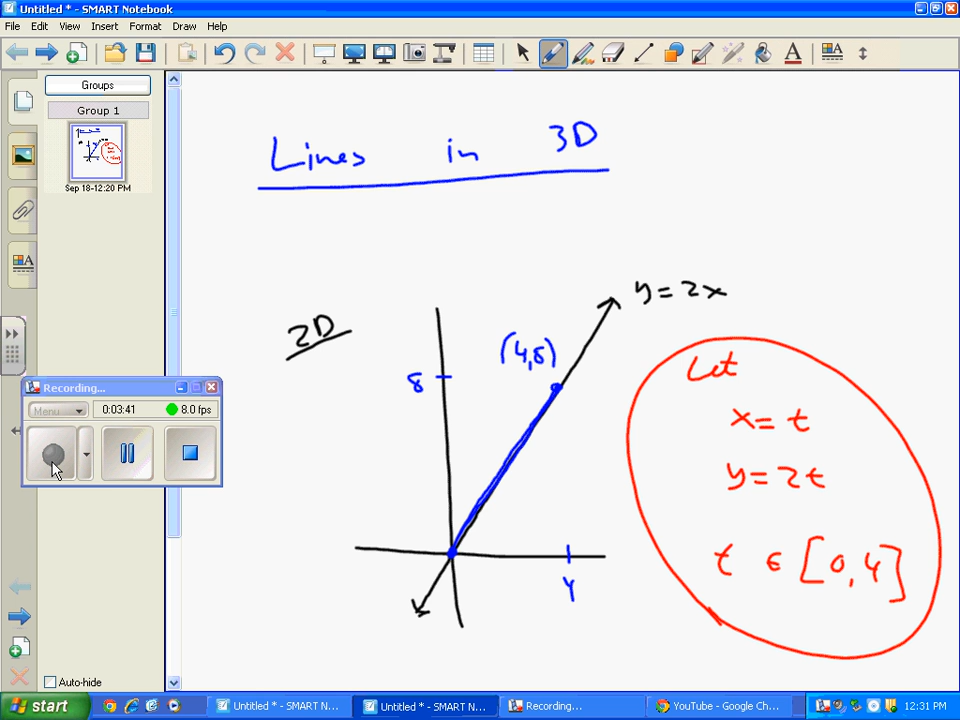 Untitled * - SMART Notebook
File Edit View Insert Format Draw Help
Groups
Group 1
Sep 18-12:20 PM
Lines in 3D
2D
y=2x
(4,8)
8
4
Let
x= t
y= 2t
t ∈ [0,4]
Recording...
Menu
0:03:41
8.0 fps
Auto-hide
start
Untitled * - SMART N...
Untitled * - SMART N...
Recording...
YouTube - Google Ch...
12:31 PM